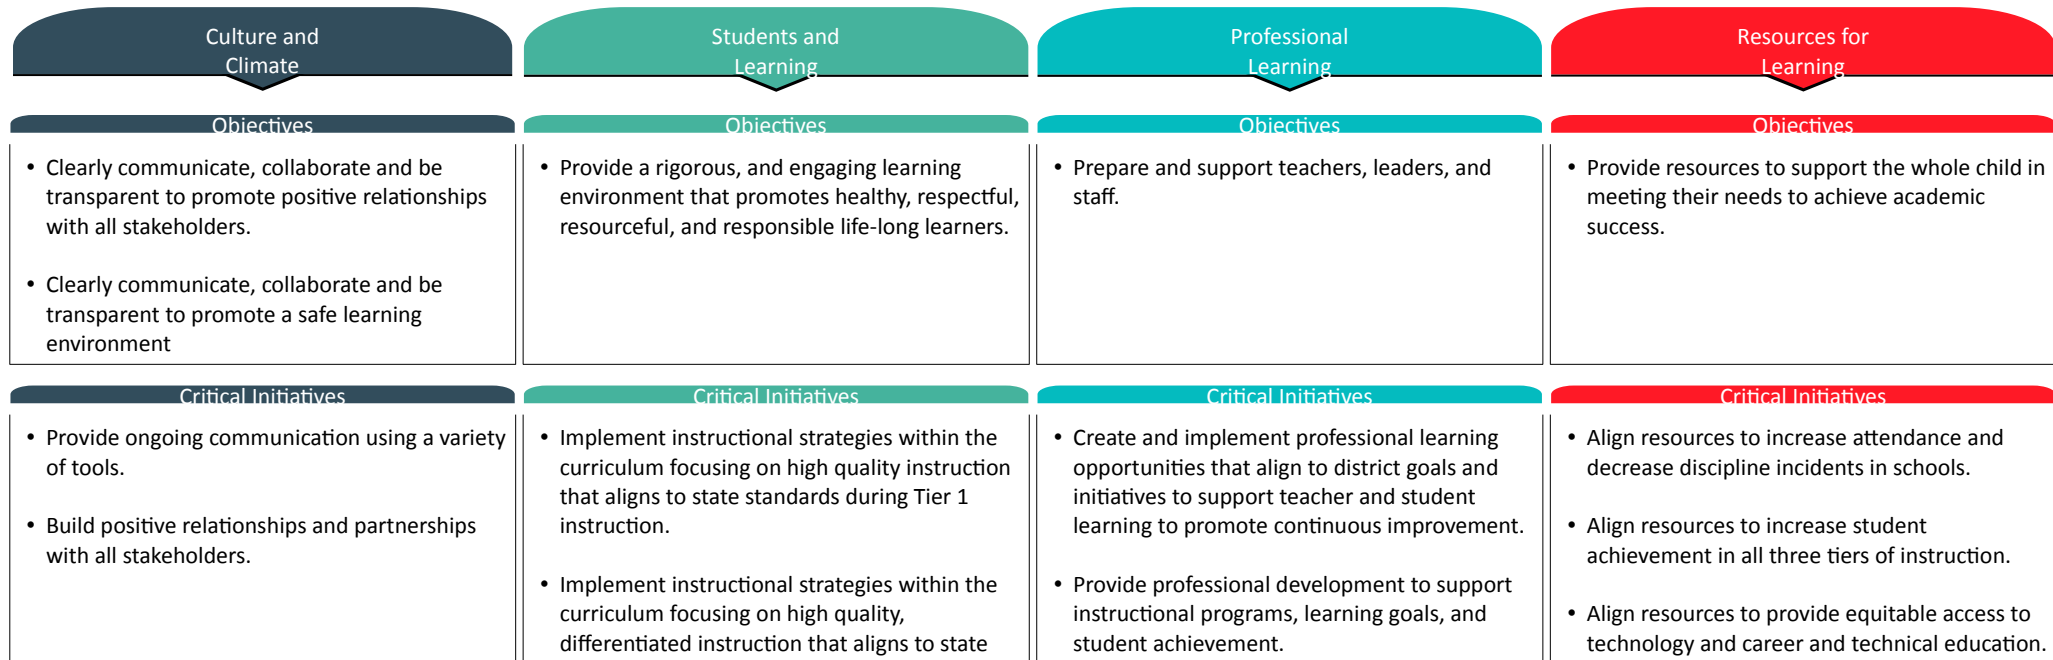 Culture and
Climate
Students and
Learning
Professional
Learning
Resources for
Learning
Objectives
• Clearly communicate, collaborate and be
transparent to promote positive relationships
with all stakeholders.
• Clearly communicate, collaborate and be
transparent to promote a safe learning
environment
Objectives
• Provide a rigorous, and engaging learning
environment that promotes healthy, respectful,
resourceful, and responsible life-long learners.
Objectives
• Prepare and support teachers, leaders, and
staff.
Objectives
• Provide resources to support the whole child in
meeting their needs to achieve academic
success.
Critical Initiatives
• Provide ongoing communication using a variety
of tools.
• Build positive relationships and partnerships
with all stakeholders.
Critical Initiatives
• Implement instructional strategies within the
curriculum focusing on high quality instruction
that aligns to state standards during Tier 1
instruction.
• Implement instructional strategies within the
curriculum focusing on high quality,
differentiated instruction that aligns to state
Critical Initiatives
• Create and implement professional learning
opportunities that align to district goals and
initiatives to support teacher and student
learning to promote continuous improvement.
• Provide professional development to support
instructional programs, learning goals, and
student achievement.
Critical Initiatives
• Align resources to increase attendance and
decrease discipline incidents in schools.
• Align resources to increase student
achievement in all three tiers of instruction.
• Align resources to provide equitable access to
technology and career and technical education.